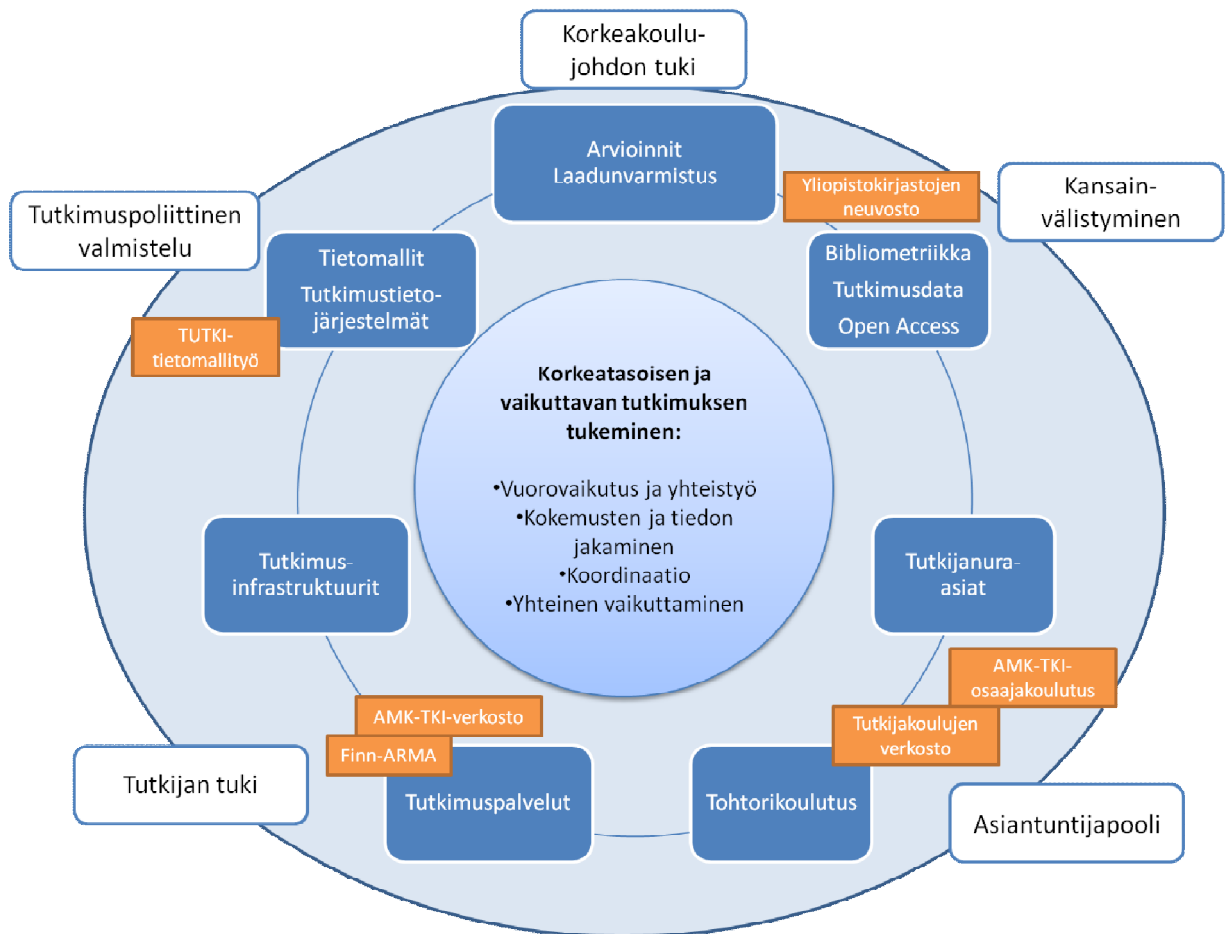 Korkeakoulu-
johdon tuki
Arvioinnit
Laadunvarmistus
Yliopistokirjastojen
neuvosto
Kansain-
välistyminen
Tutkimuspoliittinen
valmistelu
Tietomallit
Tutkimustieto-
järjestelmät
Bibliometriikka
Tutkimusdata
Open Access
TUTKI-
tietomallityö
Korkeatasoisen ja
vaikuttavan tutkimuksen
tukeminen:
•Vuorovaikutus ja yhteistyö
•Kokemusten ja tiedon
jakaminen
•Koordinaatio
•Yhteinen vaikuttaminen
Tutkimus-
infrastruktuurit
Tutkijanura-
asiat
AMK-TKI-
osaajakoulutus
AMK-TKI-verkosto
Tutkijakoulujen
verkosto
Finn-ARMA
Tutkijan tuki
Tutkimuspalvelut
Tohtorikoulutus
Asiantuntijapooli